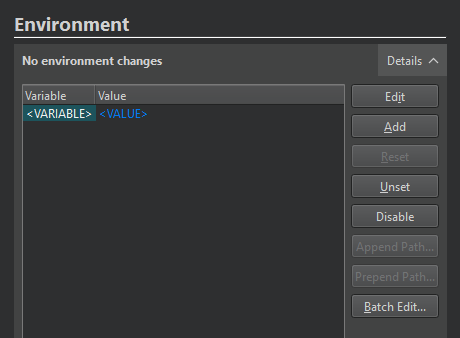 Environment
No environment changes
Details
Variable Value
<VARIABLE> <VALUE>
Edit
Add
Reset
Unset
Disable
Append Path...
Prepend Path...
Batch Edit...